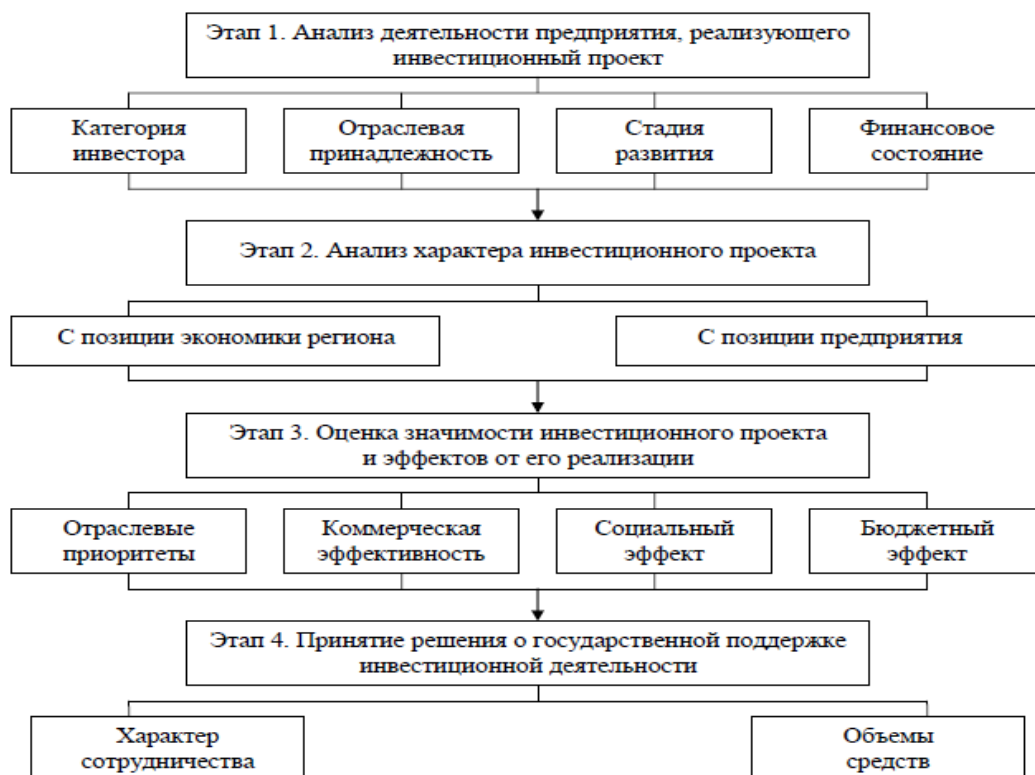 Этап 1. Анализ деятельности предприятия, реализующего
инвестиционный проект
Категория
инвестора
Отраслевая
принадлежность
Стадия
развития
Финансовое
состояние
Этап 2. Анализ характера инвестиционного проекта
С позиции экономики региона
С позиции предприятия
Этап 3. Оценка значимости инвестиционного проекта
и эффектов от его реализации
Отраслевые
приоритеты
Коммерческая
эффективность
Социальный
эффект
Бюджетный
эффект
Этап 4. Принятие решения о государственной поддержке
инвестиционной деятельности
Характер
сотрудничества
Объемы
средств